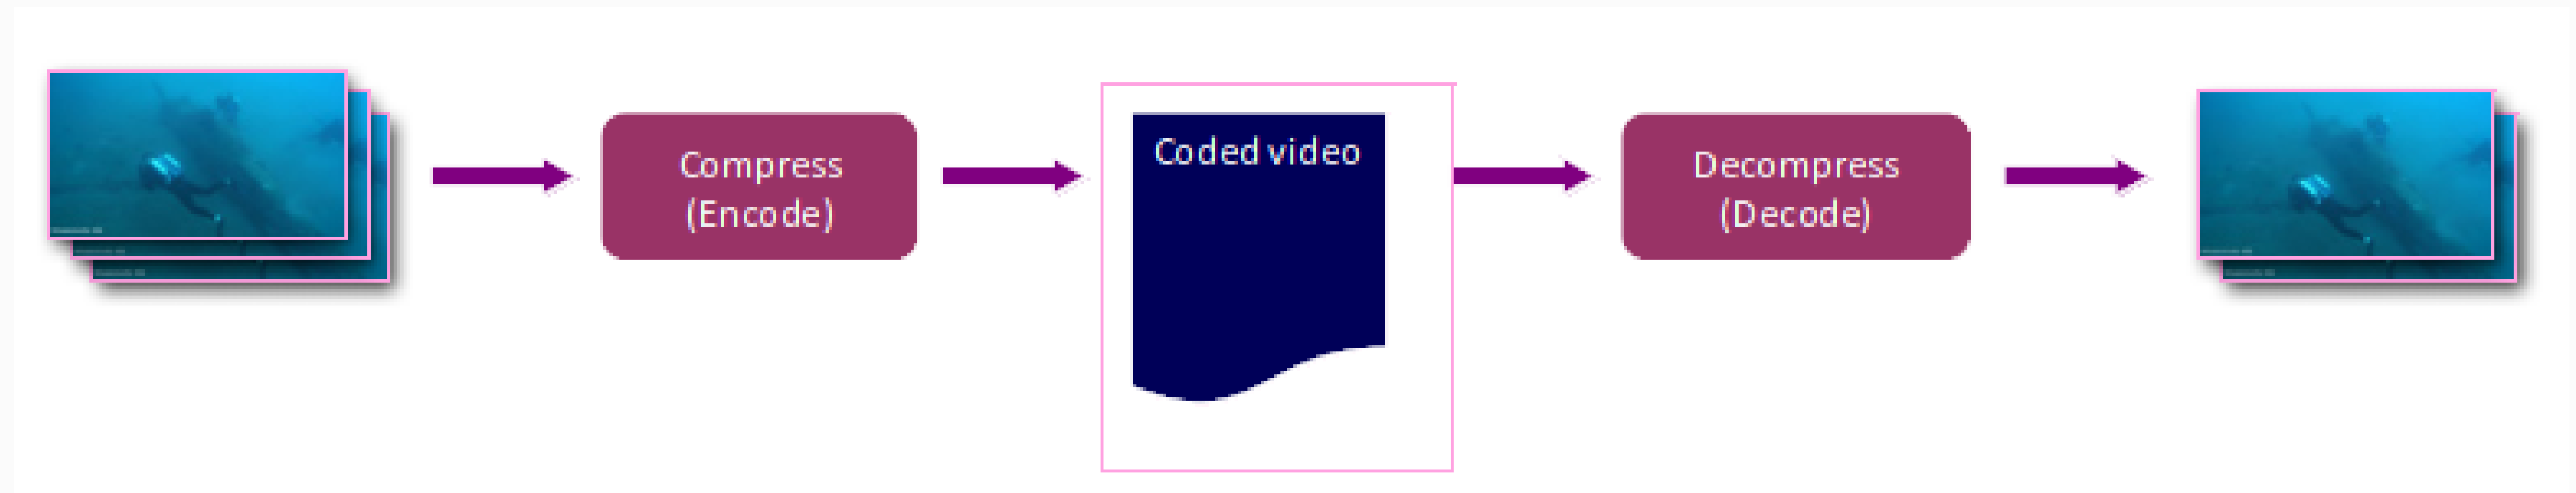 Compress
(Encode)
Coded video
Decompress
(Decode)